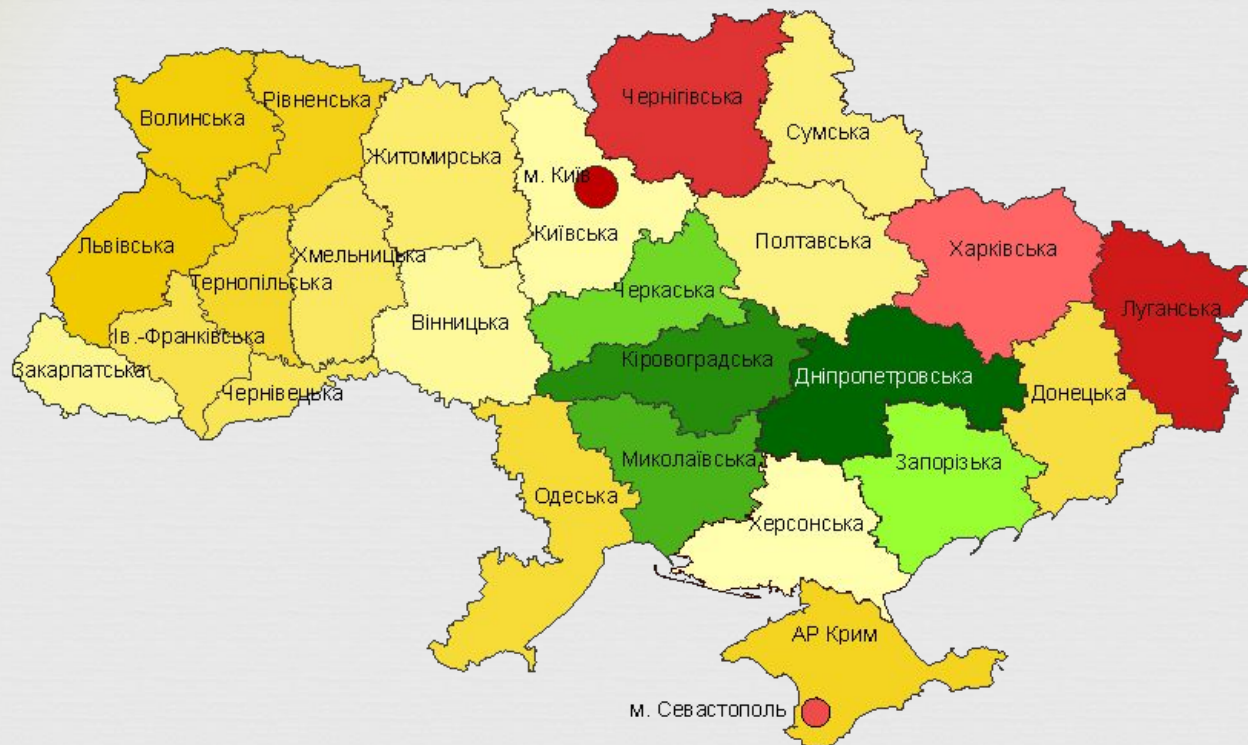 Чернігівська
Рівненська
Волинська
Сумська
Житомирська
м. Київ
Київська
Полтавська
Львівська
Харківська
Хмельницька
Тернопільська
Черкаська
Луганська
Вінницька
Ів.-Франківська
Кіровоградська
Закарпатська
Дніпропетровська
Чернівецька
Донецька
Миколаївська
Запорізька
Одеська
Херсонська
АР Крим
м. Севастополь